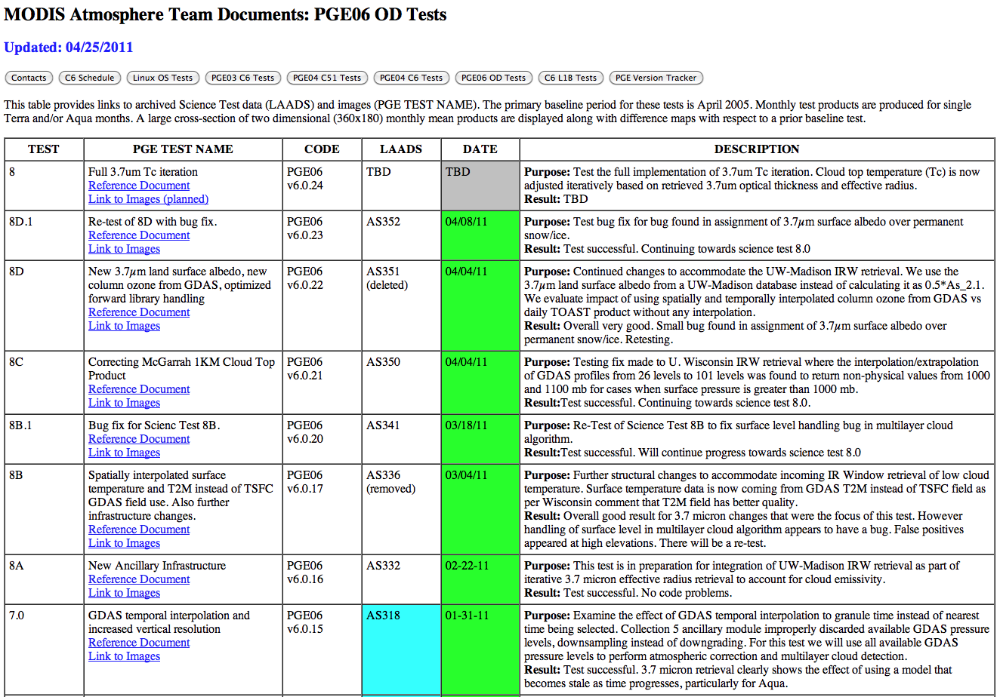 MODIS Atmosphere Team Documents: PGE06 OD Tests
Updated: 04/25/2011
Contacts C6 Schedule Linux OS Tests PGE03 C6 Tests PGE04 C51 Tests PGE04 C6 Tests PGE06 OD Tests C6 L1B Tests PGE Version Tracker
This table provides links to archived Science Test data (LAADS) and images (PGE TEST NAME). The primary baseline period for these tests is April 2005. Monthly test products are produced for single
Terra and/or Aqua months. A large cross-section of two dimensional (360x180) monthly mean products are displayed along with difference maps with respect to a prior baseline test.
TEST PGE TEST NAME CODE LAADS DATE DESCRIPTION
8
Full 3.7um Tc iteration
Reference Document
Link to Images (planned)
PGE06
v6.0.24
TBD
TBD
Purpose: Test the full implementation of 3.7um Tc iteration. Cloud top temperature (Tc) is now
adjusted iteratively based on retrieved 3.7um optical thickness and effective radius.
Result: TBD
8D.1
Re-test of 8D with bug fix.
Reference Document
Link to Images
PGE06
v6.0.23
AS352
04/08/11
Purpose: Test bug fix for bug found in assignment of 3.7μm surface albedo over permanent
snow/ice.
Result: Test successful. Continuing towards science test 8.0
8D
New 3.7μm land surface albedo, new
column ozone from GDAS, optimized
forward library handling
Reference Document
Link to Images
PGE06
v6.0.22
AS351
(deleted)
04/04/11
Purpose: Continued changes to accommodate the UW-Madison IRW retrieval. We use the
3.7μm land surface albedo from a UW-Madison database instead of calculating it as 0.5*As_2.1.
We evaluate impact of using spatially and temporally interpolated column ozone from GDAS vs
daily TOAST product without any interpolation.
Result: Overall very good. Small bug found in assignment of 3.7μm surface albedo over
permanent snow/ice. Retesting.
8C
Correcting McGarrah 1KM Cloud Top
Product
Reference Document
Link to Images
PGE06
v6.0.21
AS350
04/04/11
Purpose: Testing fix made to U. Wisconsin IRW retrieval where the interpolation/extrapolation
of GDAS profiles from 26 levels to 101 levels was found to return non-physical values from 1000
and 1100 mb for cases when surface pressure is greater than 1000 mb.
Result:Test successful. Continuing towards science test 8.0.
8B.1
Bug fix for Scienc Test 8B.
Reference Document
Link to Images
PGE06
v6.0.20
AS341
03/18/11
Purpose: Re-Test of Science Test 8B to fix surface level handling bug in multilayer cloud
algorithm.
Result:Test successful. Will continue progress towards science test 8.0
8B
Spatially interpolated surface
temperature and T2M instead of TSFC
GDAS field use. Also further
infrastructure changes.
Reference Document
Link to Images
PGE06
v6.0.17
AS336
(removed)
03/04/11
Purpose: Further structural changes to accommodate incoming IR Window retrieval of low cloud
temperature. Surface temperature data is now coming from GDAS T2M instead of TSFC field as
per Wisconsin comment that T2M field has better quality.
Result: Overall good result for 3.7 micron changes that were the focus of this test. However
handling of surface level in multilayer cloud algorithm appears to have a bug. False positives
appeared at high elevations. There will be a re-test.
8A
New Ancillary Infrastructure
Reference Document
Link to Images
PGE06
v6.0.16
AS332
02-22-11
Purpose: This test is in preparation for integration of UW-Madison IRW retrieval as part of
iterative 3.7 micron effective radius retrieval to account for cloud emissivity.
Result: Test successful. No code problems.
7.0
GDAS temporal interpolation and
increased vertical resolution
Reference Document
Link to Images
PGE06
v6.0.15
AS318
01-31-11
Purpose: Examine the effect of GDAS temporal interpolation to granule time instead of nearest
time being selected. Collection 5 ancillary module improperly discarded available GDAS pressure
levels, downsampling instead of downgrading. For this test we will use all available GDAS
pressure levels to perform atmospheric correction and multilayer cloud detection.
Result: Test successful. 3.7 micron retrieval clearly shows the effect of using a model that
becomes stale as time progresses, particularly for Aqua.